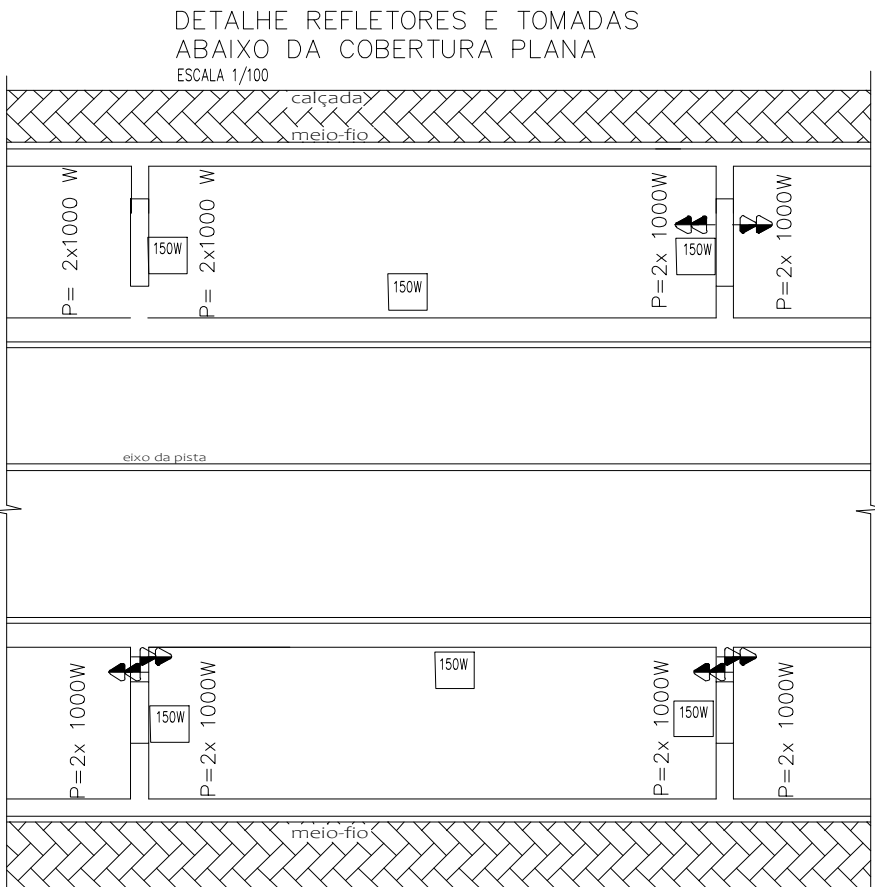 DETALHE REFLETORES E TOMADAS
ABAIXO DA COBERTURA PLANA
ESCALA 1/100
calçada
meio-fio
P= 2x1000 W
150W
P= 2x1000 W
150W
P=2x 1000W
150W
P=2x 1000W
eixo da pista
P=2x 1000W
150W
P=2x 1000W
150W
P=2x 1000W
150W
P=2x 1000W
meio-fio